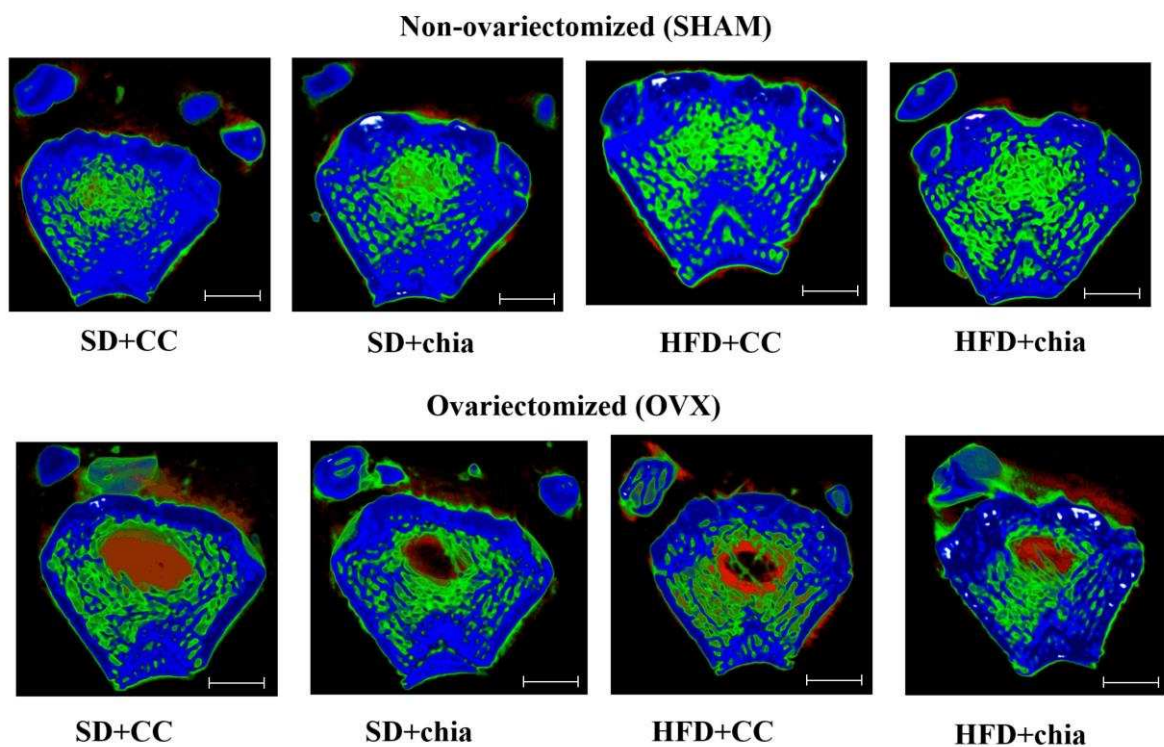 Non-ovariectomized (SHAM)
SD+CC SD+chia HFD+CC HFD+chia
Ovariectomized (OVX)
SD+CC SD+chia HFD+CC HFD+chia